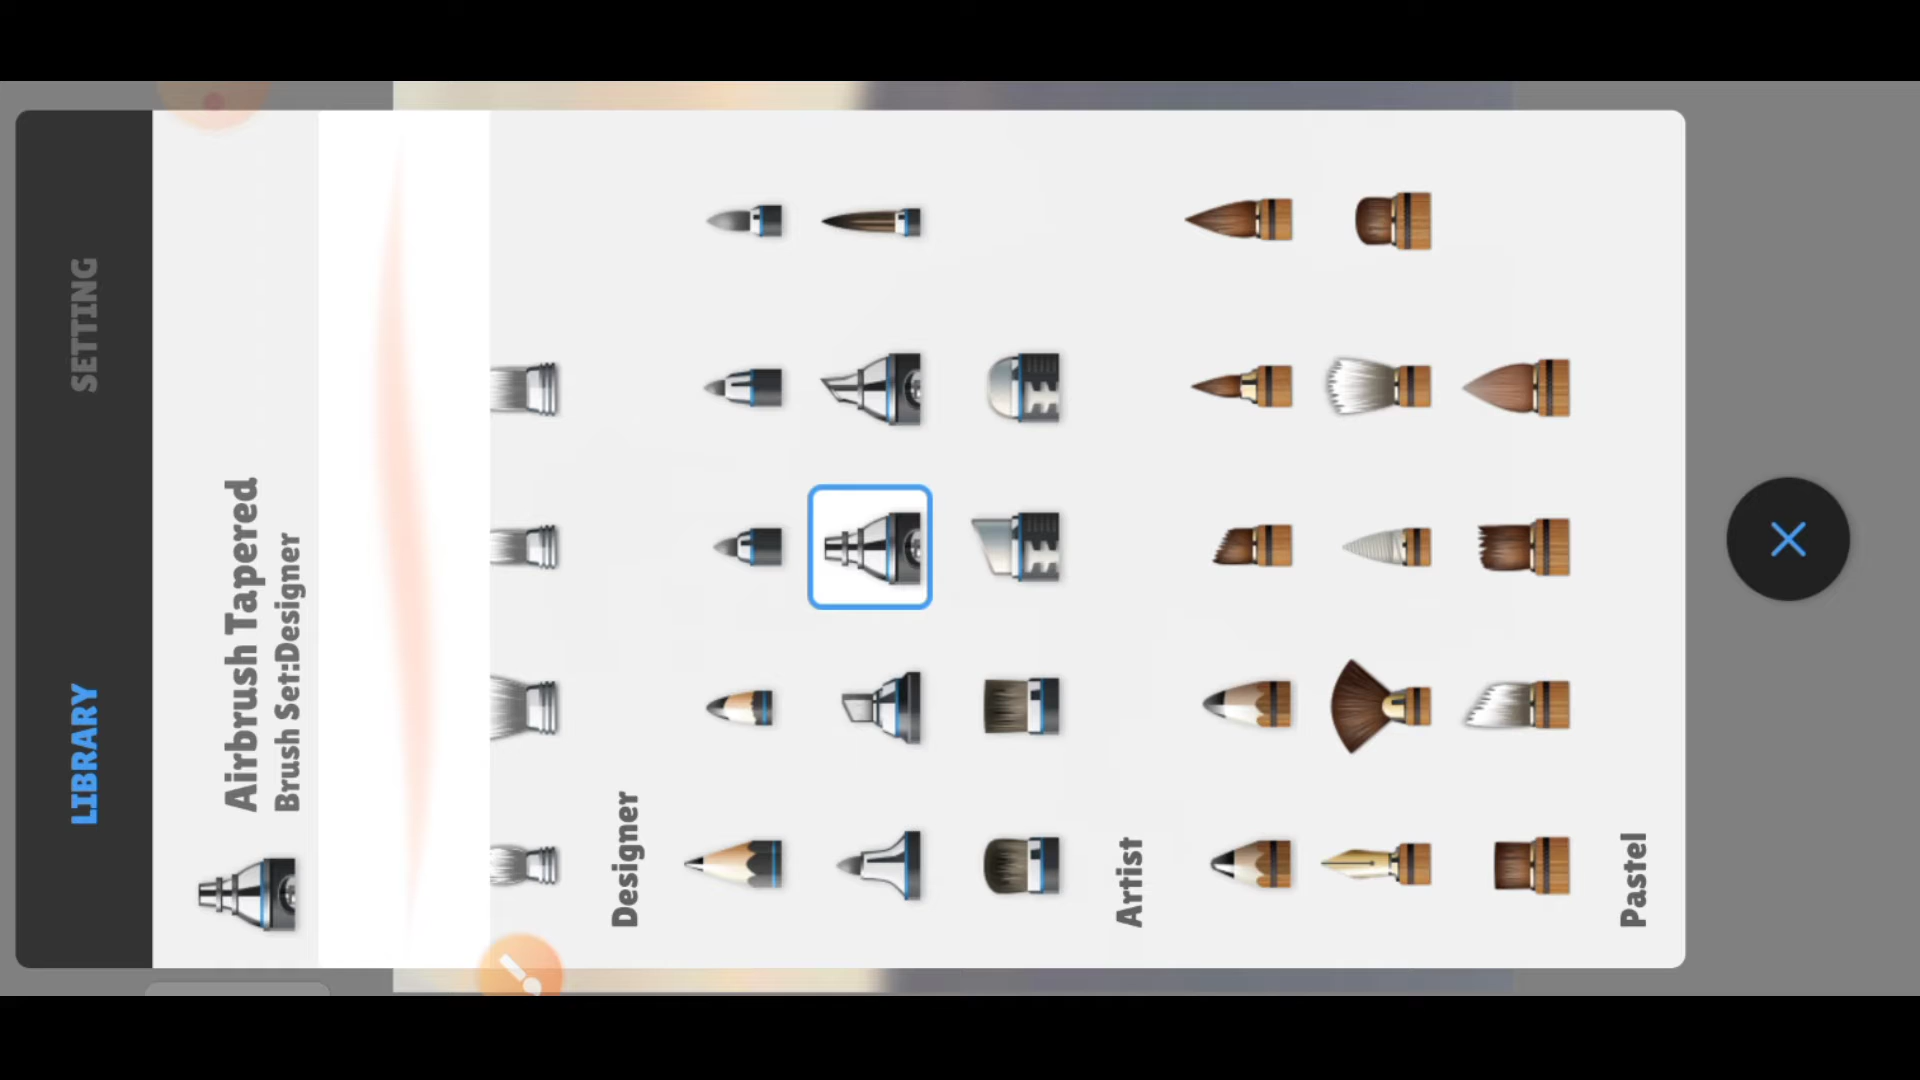 LIBRARY SETTING
Airbrush Tapered
Brush Set:Designer
Designer
Artist
Pastel